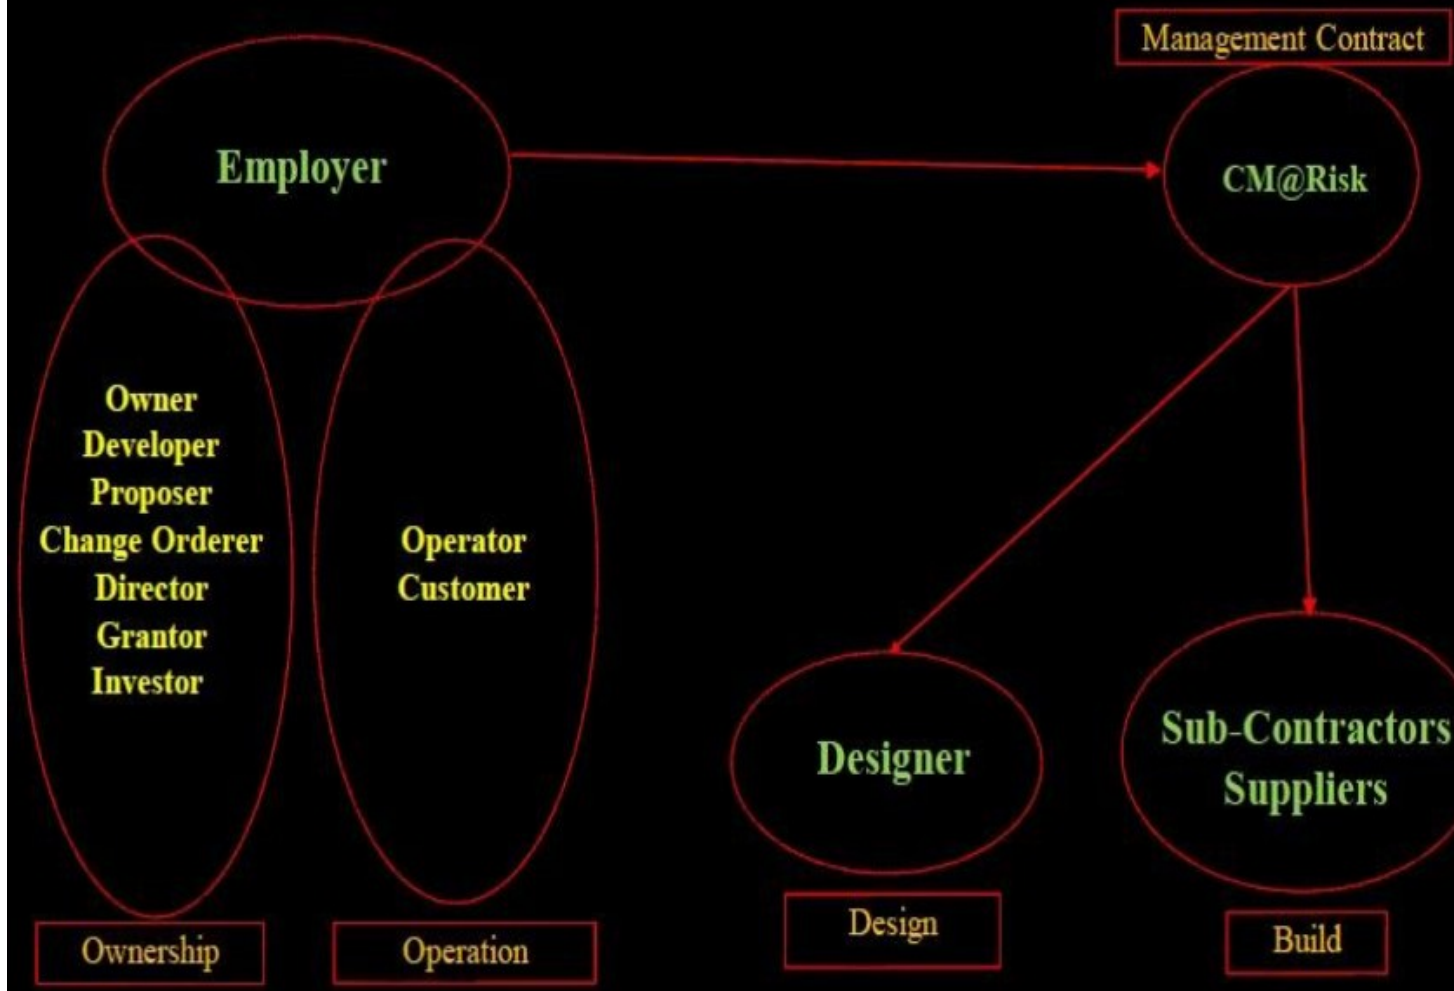 Management Contract
Employer
CM@Risk
Owner
Developer
Proposer
Change Orderer
Director
Grantor
Investor
Operator
Customer
Designer
Sub-Contractors
Suppliers
Ownership
Operation
Design
Build